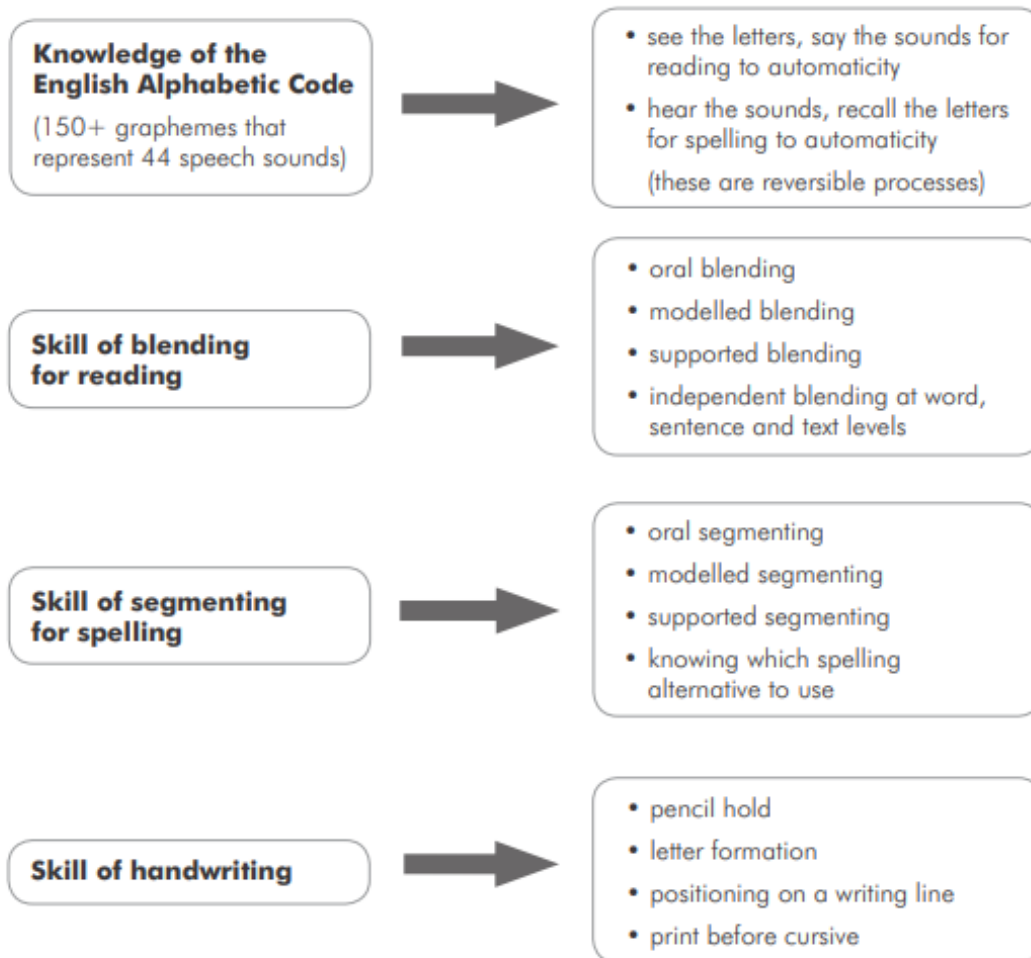 Knowledge of the
English Alphabetic Code
(150+ graphemes that
represent 44 speech sounds)
• see the letters, say the sounds for
reading to automaticity
• hear the sounds, recall the letters
for spelling to automaticity
(these are reversible processes)
Skill of blending
for reading
• oral blending
• modelled blending
• supported blending
• independent blending at word,
sentence and text levels
Skill of segmenting
for spelling
• oral segmenting
• modelled segmenting
• supported segmenting
• knowing which spelling
alternative to use
Skill of handwriting
• pencil hold
• letter formation
• positioning on a writing line
• print before cursive